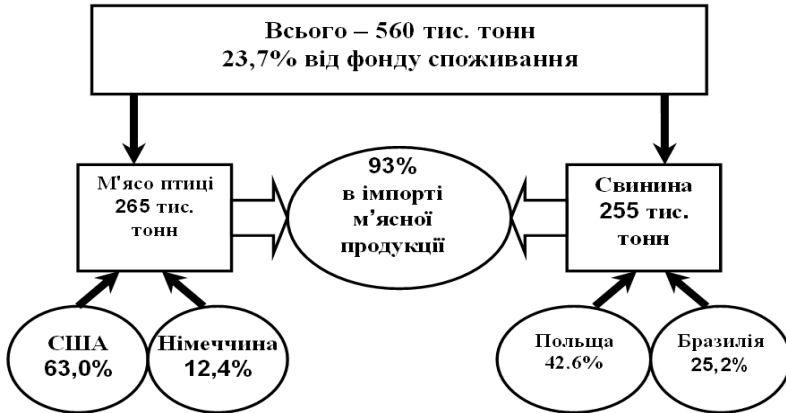 Всього – 560 тис. тонн
23,7% від фонду споживання
М'ясо птиці
265 тис.
тонн
93%
в імпорті
м’ясної
продукції
Свинина
255 тис.
тонн
США
63,0%
Німеччина
12,4%
Польща
42.6%
Бразилія
25,2%